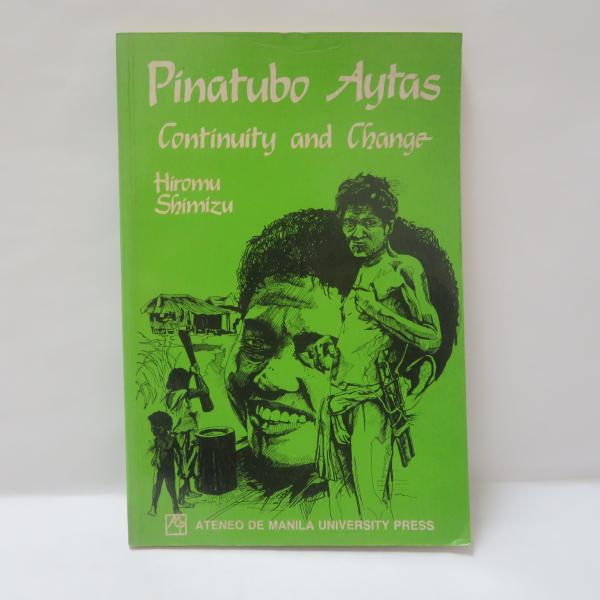 Pinatubo Aytas
Continuity and Change
Hiromu
Shimizu
ATENEO DE MANILA UNIVERSITY PRESS